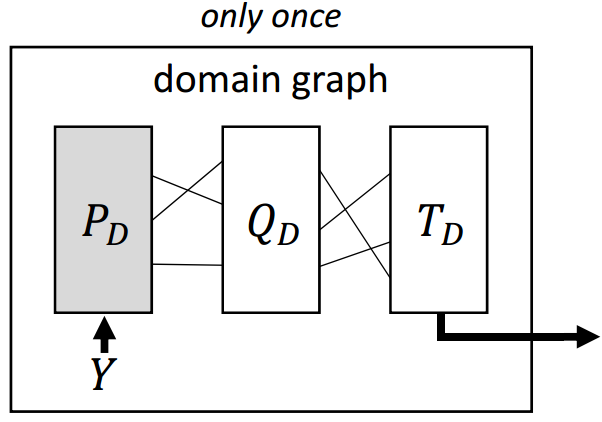 only once
domain graph
P_D Q_D T_D
Y